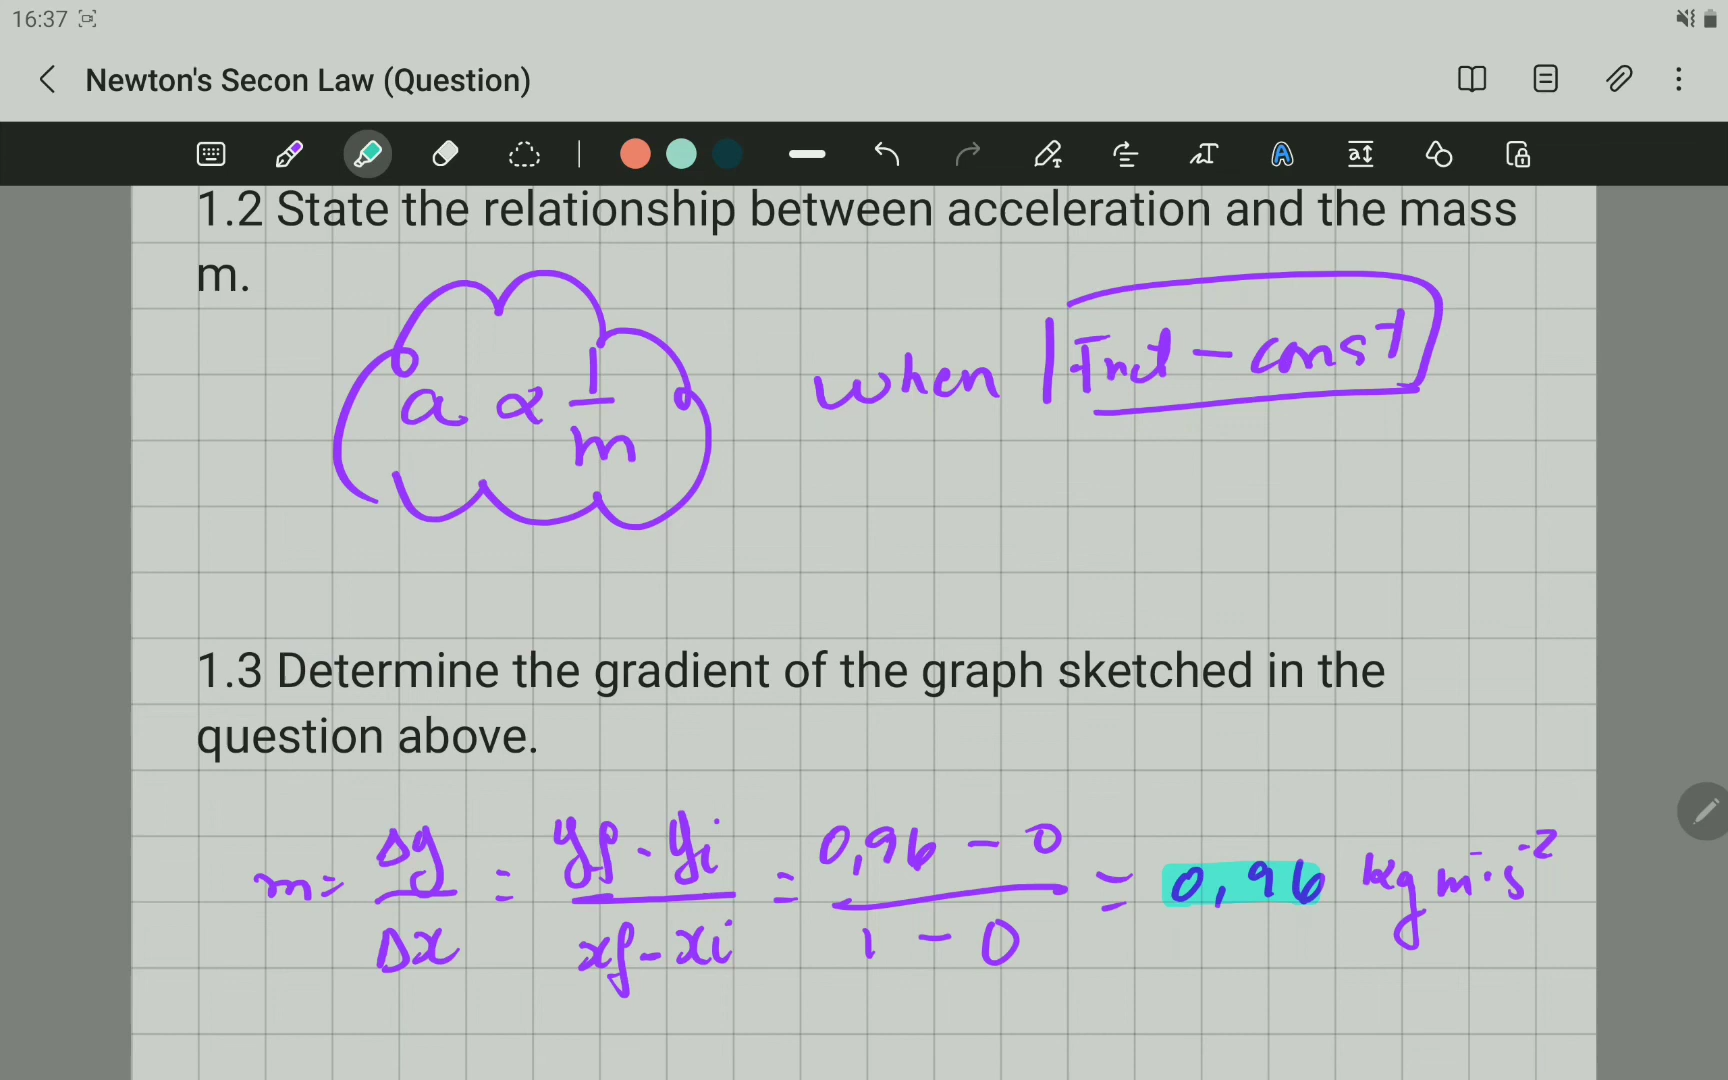 16:37
Newton's Secon Law (Question)
1.2 State the relationship between acceleration and the mass
m.
a ∝ 1/m when Fnet - const
1.3 Determine the gradient of the graph sketched in the
question above.
m = Δy/Δx = yf - yi / xf - xi = 0,96 - 0 / 1 - 0 = 0,96 kg m·s⁻²